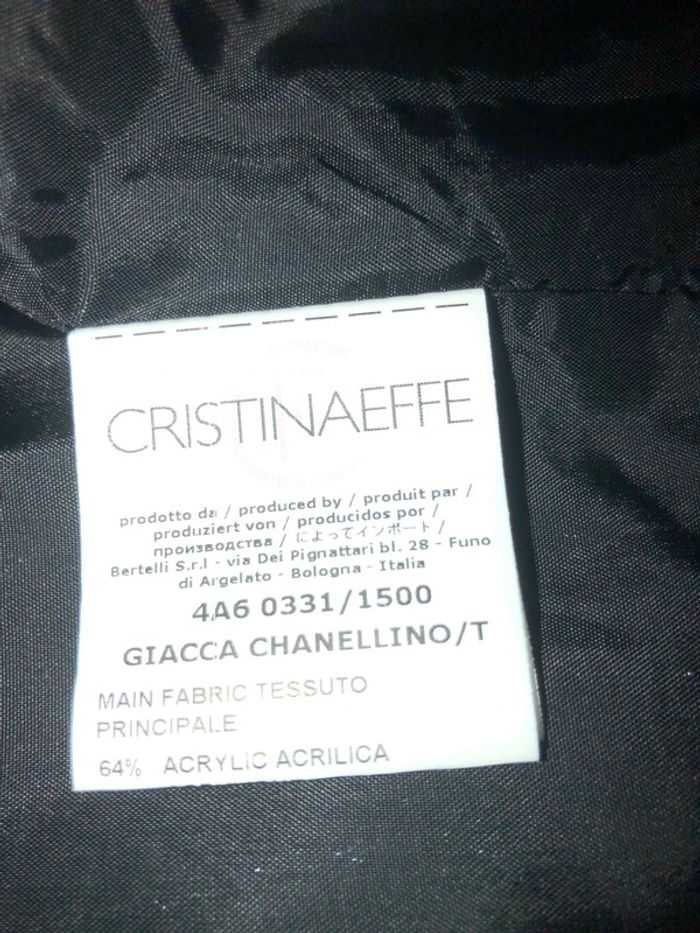 CRISTINAEFFE
prodotto da / produced by / produit par /
produziert von / producidos por /
производства / によってインポート /
Bertelli S.r.l - via Dei Pignattari bl. 28 - Funo
di Argelato - Bologna - Italia
4A6 0331/1500
GIACCA CHANELLINO/T
MAIN FABRIC TESSUTO
PRINCIPALE
64% ACRYLIC ACRILICA